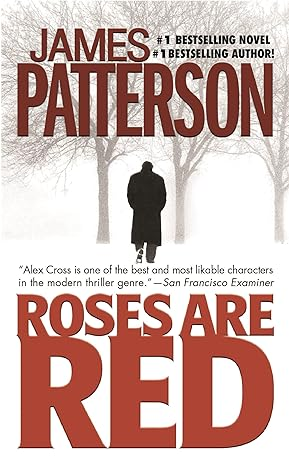 JAMES
#1 BESTSELLING NOVEL
#1 BESTSELLING AUTHOR!
PATTERSON
“Alex Cross is one of the best and most likable characters
in the modern thriller genre.”—San Francisco Examiner
ROSES ARE
RED